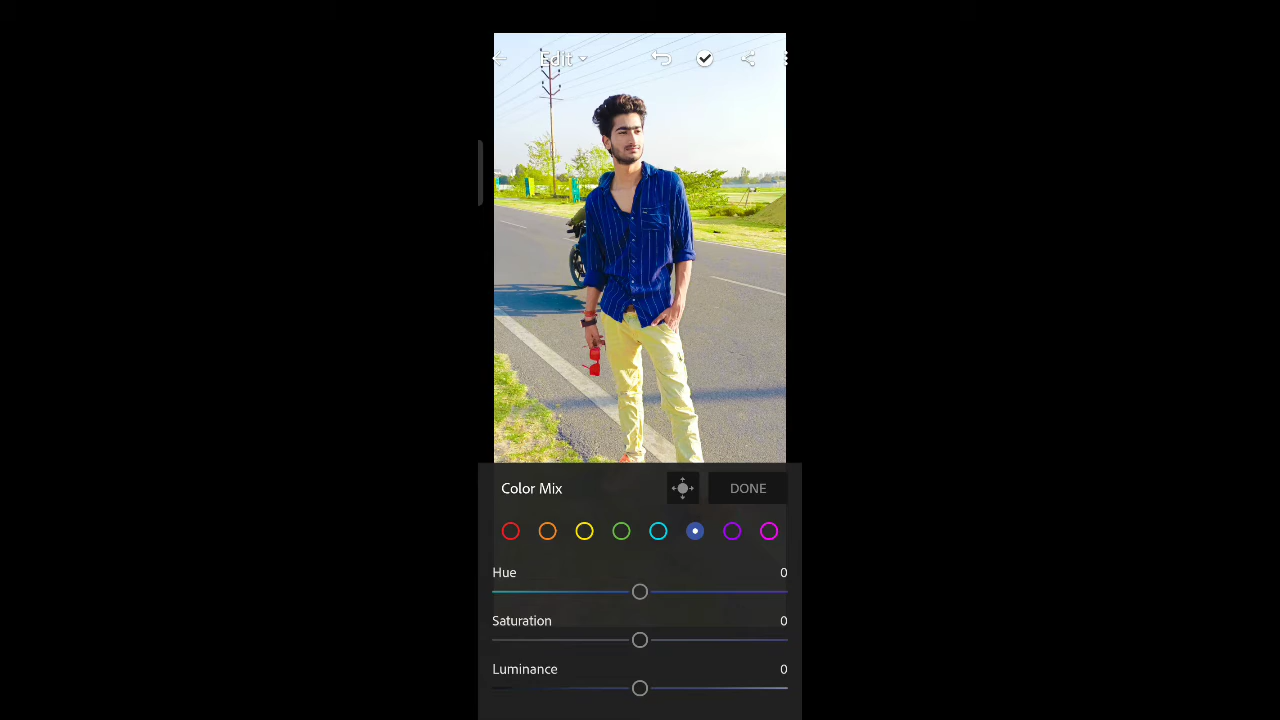 Edit
Color Mix
DONE
Hue 0
Saturation 0
Luminance 0